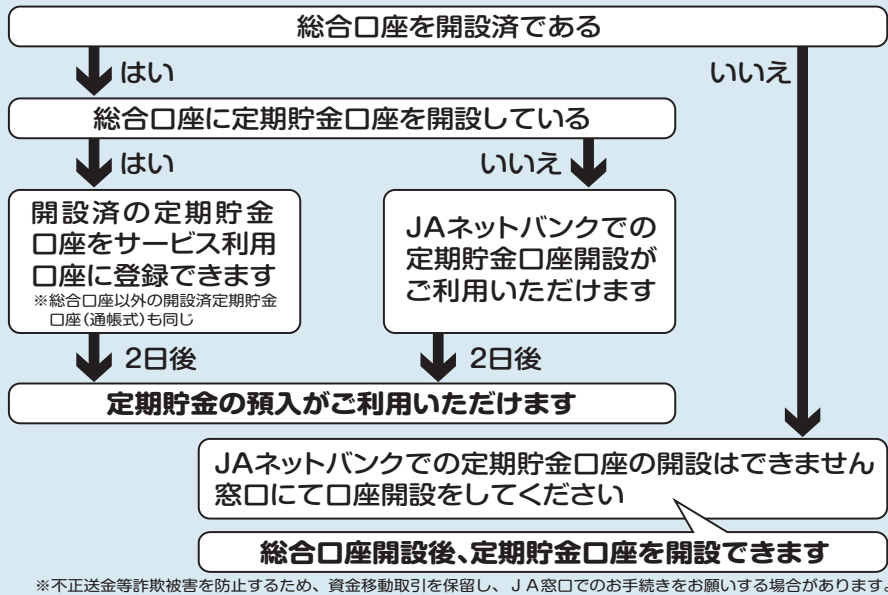 総合口座を開設済である
はい
いいえ
総合口座に定期貯金口座を開設している
はい
いいえ
開設済の定期貯金
口座をサービス利用
口座に登録できます
※総合口座以外の開設済定期貯金
口座(通帳式)も同じ
JAネットバンクでの
定期貯金口座開設が
ご利用いただけます
2日後
2日後
定期貯金の預入がご利用いただけます
JAネットバンクでの定期貯金口座の開設はできません
窓口にて口座開設をしてください
総合口座開設後、定期貯金口座を開設できます
※不正送金等詐欺被害を防止するため、資金移動取引を保留し、JA窓口でのお手続きをお願いする場合があります。